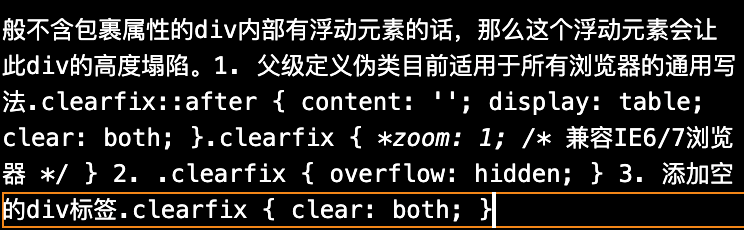 般不含包裹属性的div内部有浮动元素的话，那么这个浮动元素会让
此div的高度塌陷。1. 父级定义伪类目前适用于所有浏览器的通用写
法.clearfix::after { content: ''; display: table;
clear: both; }.clearfix { *zoom: 1; /* 兼容IE6/7浏览
器 */ } 2. .clearfix { overflow: hidden; } 3. 添加空
的div标签.clearfix { clear: both; }